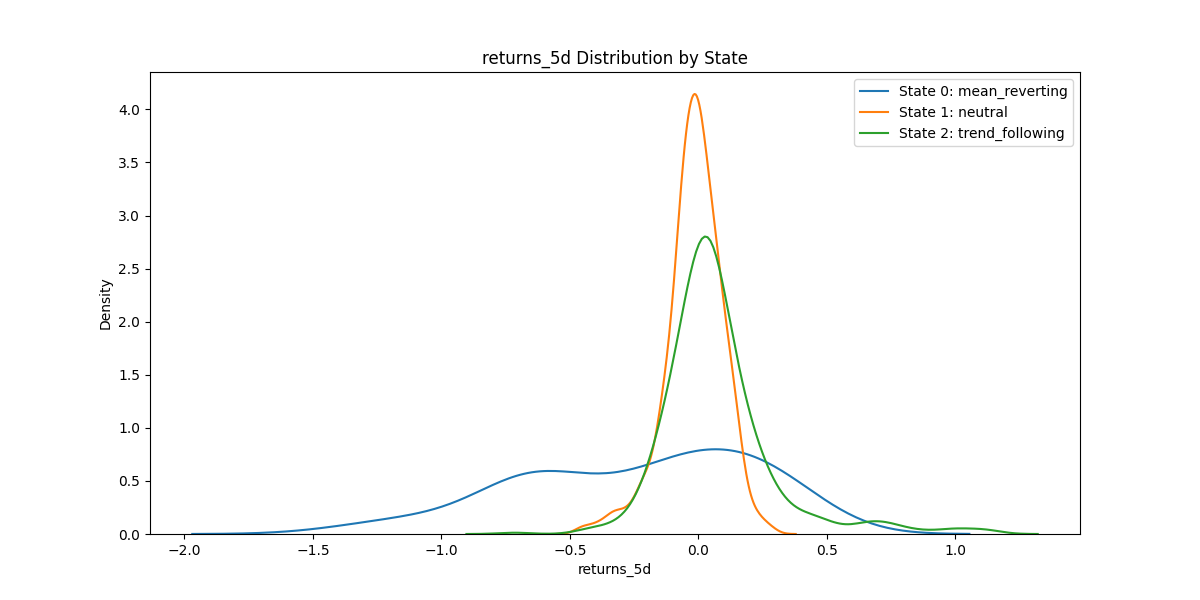 returns_5d Distribution by State
State 0: mean_reverting
State 1: neutral
State 2: trend_following
Density
4.0
3.5
3.0
2.5
2.0
1.5
1.0
0.5
0.0
−2.0 −1.5 −1.0 −0.5 0.0 0.5 1.0
returns_5d